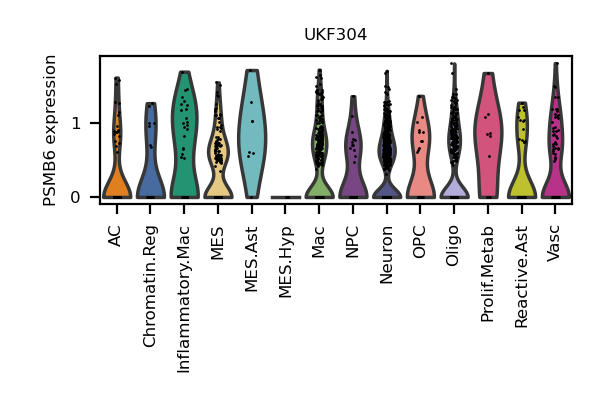 UKF304
PSMB6 expression
1
0
AC
Chromatin.Reg
Inflammatory.Mac
MES
MES.Ast
MES.Hyp
Mac
NPC
Neuron
OPC
Oligo
Prolif.Metab
Reactive.Ast
Vasc